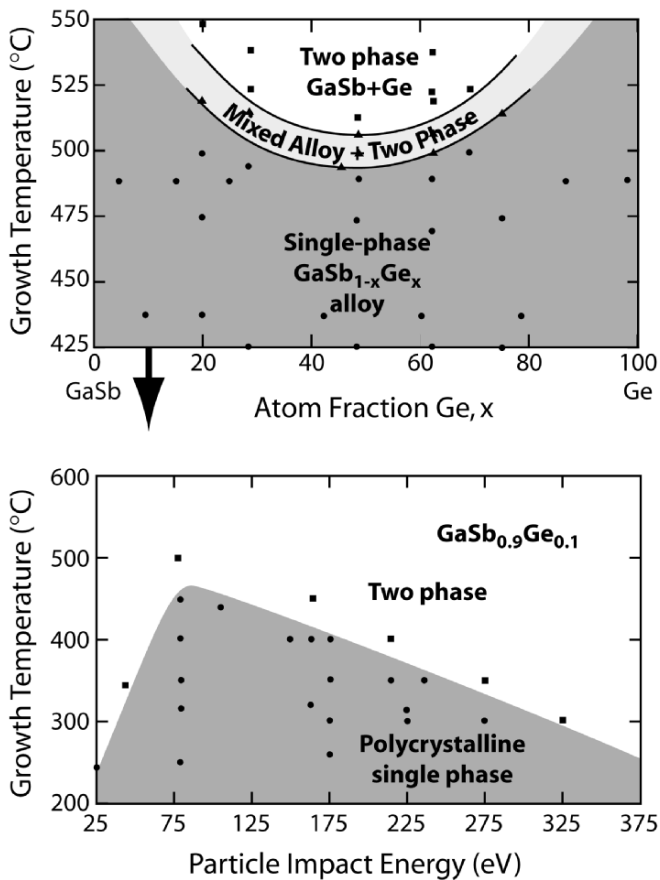 Growth Temperature (°C)
550
525
500
475
450
425
Two phase
GaSb+Ge
Mixed Alloy + Two Phase
Single-phase
GaSb1-xGex
alloy
0 20 40 60 80 100
GaSb Ge
Atom Fraction Ge, x
Growth Temperature (°C)
600
500
400
300
200
GaSb0.9Ge0.1
Two phase
Polycrystalline
single phase
25 75 125 175 225 275 325 375
Particle Impact Energy (eV)